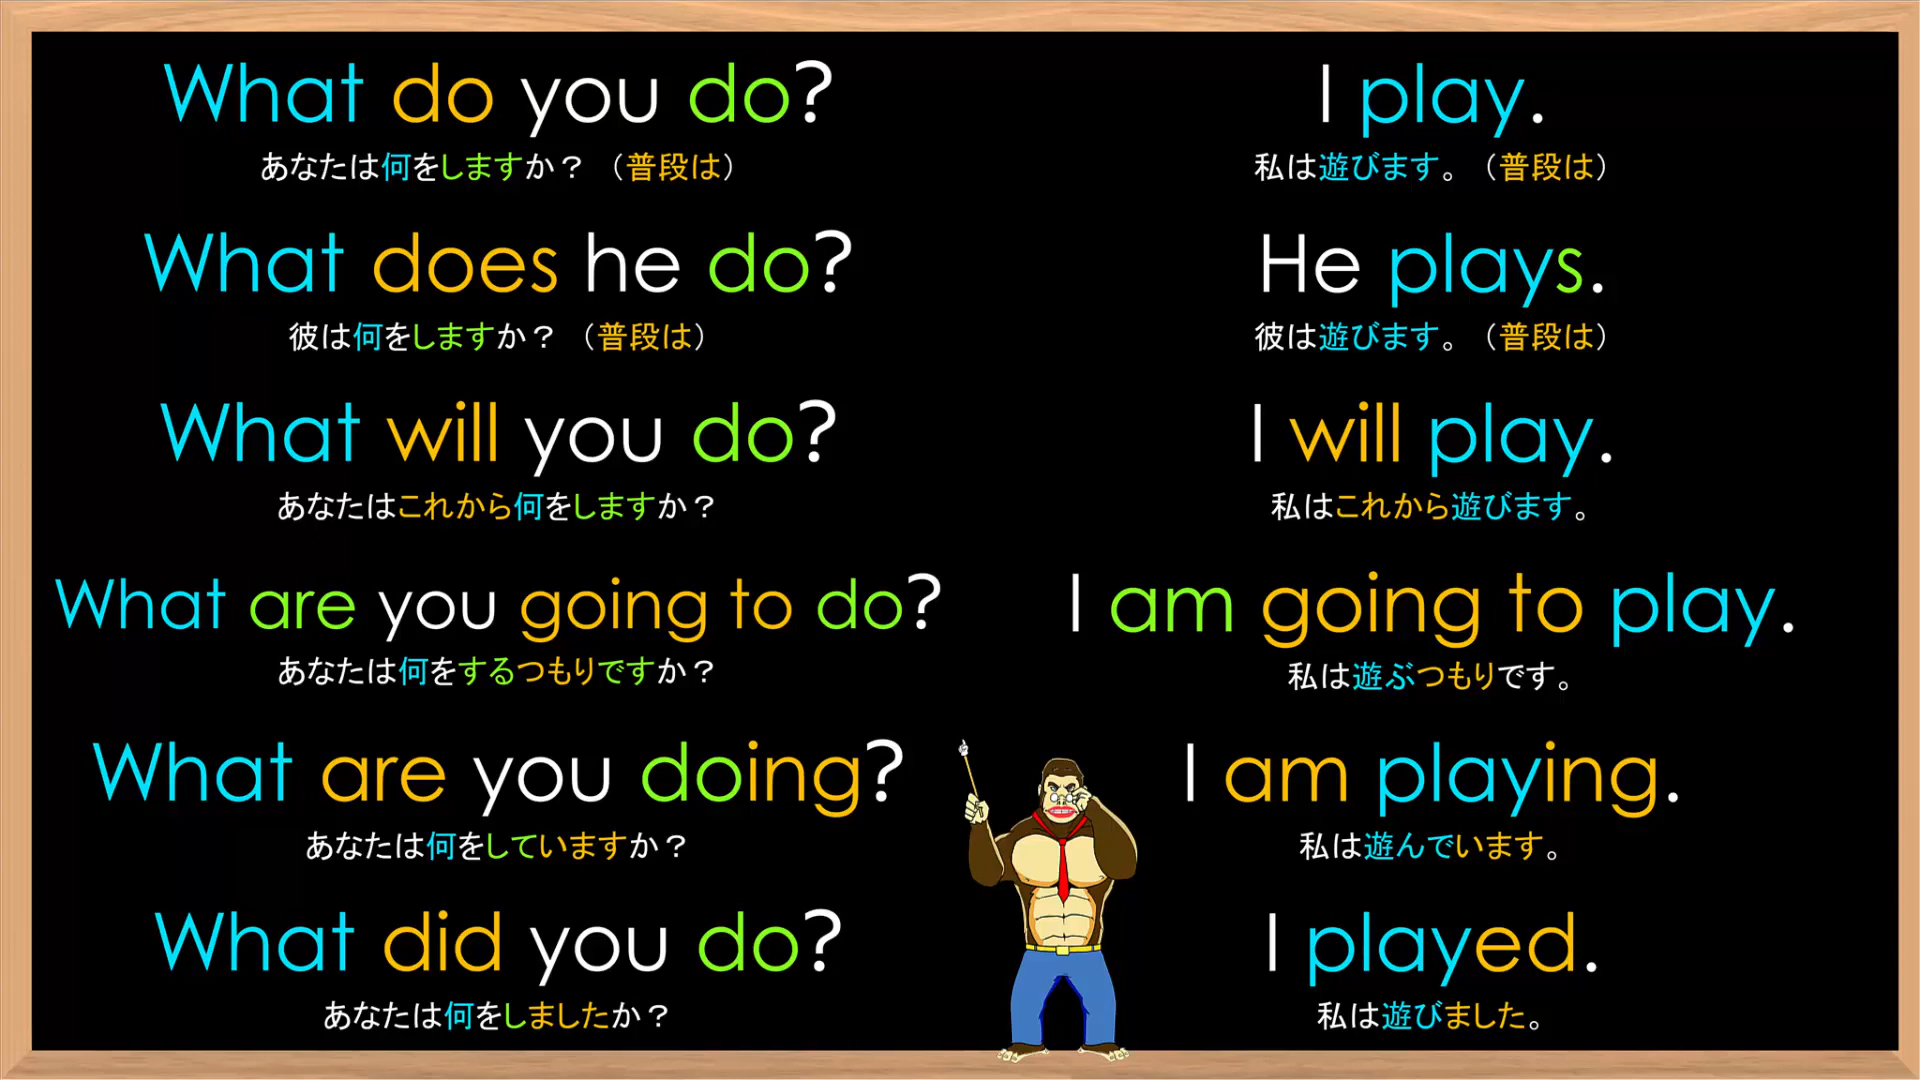 What do you do?
あなたは何をしますか？（普段は）
I play.
私は遊びます。（普段は）
What does he do?
彼は何をしますか？（普段は）
He plays.
彼は遊びます。（普段は）
What will you do?
あなたはこれから何をしますか？
I will play.
私はこれから遊びます。
What are you going to do?
あなたは何をするつもりですか？
I am going to play.
私は遊ぶつもりです。
What are you doing?
あなたは何をしていますか？
I am playing.
私は遊んでいます。
What did you do?
あなたは何をしましたか？
I played.
私は遊びました。